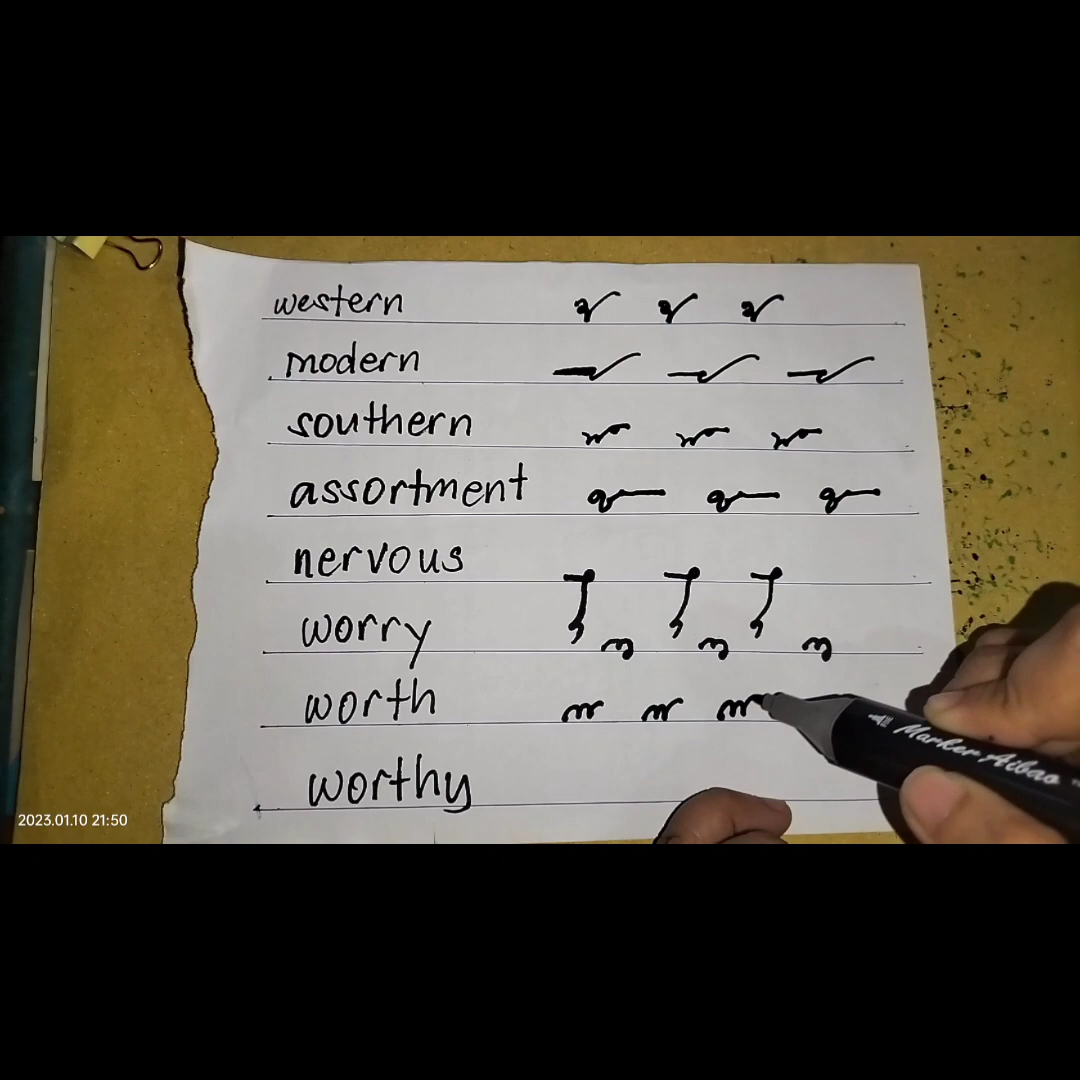 western
modern
southern
assortment
nervous
worry
worth
worthy
Marker Aibao
2023.01.10 21:50